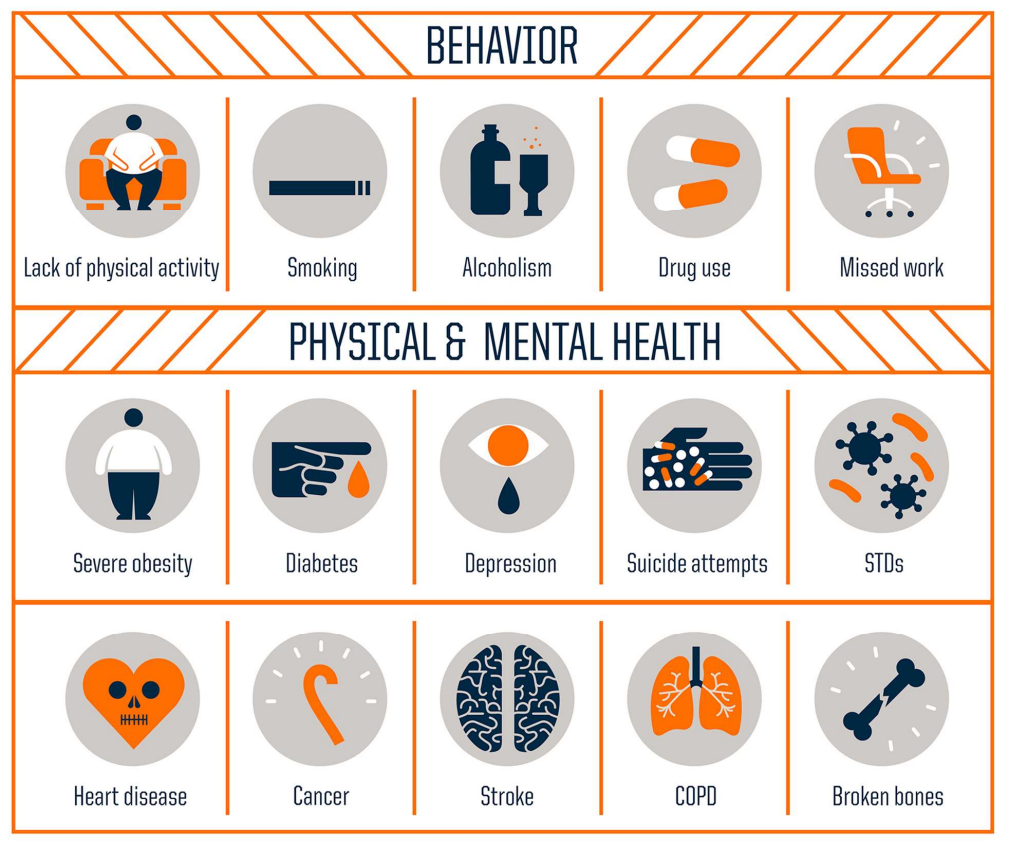 BEHAVIOR
Lack of physical activity
Smoking
Alcoholism
Drug use
Missed work
PHYSICAL & MENTAL HEALTH
Severe obesity
Diabetes
Depression
Suicide attempts
STDs
Heart disease
Cancer
Stroke
COPD
Broken bones